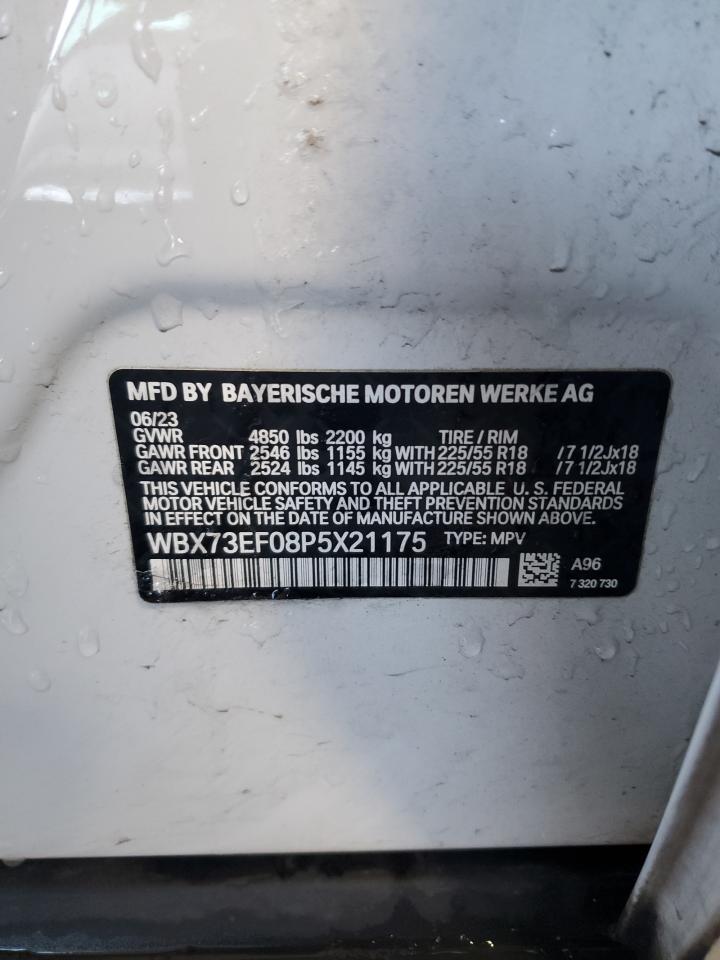 MFD BY BAYERISCHE MOTOREN WERKE AG
06/23
GVWR 4850 lbs 2200 kg TIRE / RIM
GAWR FRONT 2546 lbs 1155 kg WITH 225/55 R18 /7 1/2Jx18
GAWR REAR 2524 lbs 1145 kg WITH 225/55 R18 /7 1/2Jx18
THIS VEHICLE CONFORMS TO ALL APPLICABLE U. S. FEDERAL
MOTOR VEHICLE SAFETY AND THEFT PREVENTION STANDARDS
IN EFFECT ON THE DATE OF MANUFACTURE SHOWN ABOVE.
WBX73EF08P5X21175 TYPE: MPV
A96
7 320 730